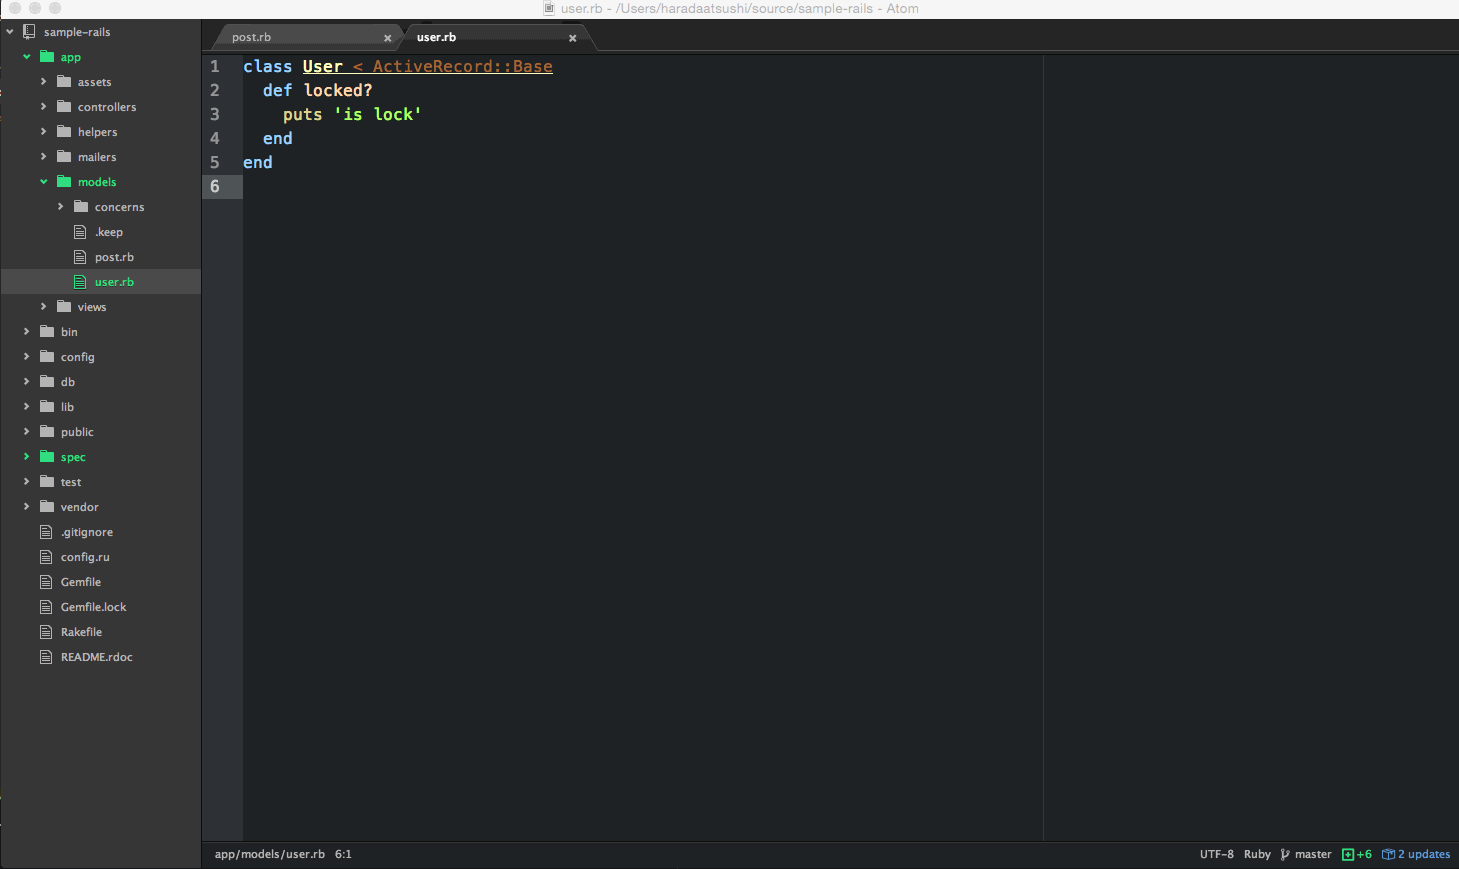 user.rb - /Users/haradaatsushi/source/sample-rails - Atom
sample-rails
app
assets
controllers
helpers
mailers
models
concerns
.keep
post.rb
user.rb
views
bin
config
db
lib
public
spec
test
vendor
.gitignore
config.ru
Gemfile
Gemfile.lock
Rakefile
README.rdoc
post.rb
user.rb
1 class User < ActiveRecord::Base
2   def locked?
3     puts 'is lock'
4   end
5 end
6
app/models/user.rb 6:1
UTF-8 Ruby master +6 2 updates